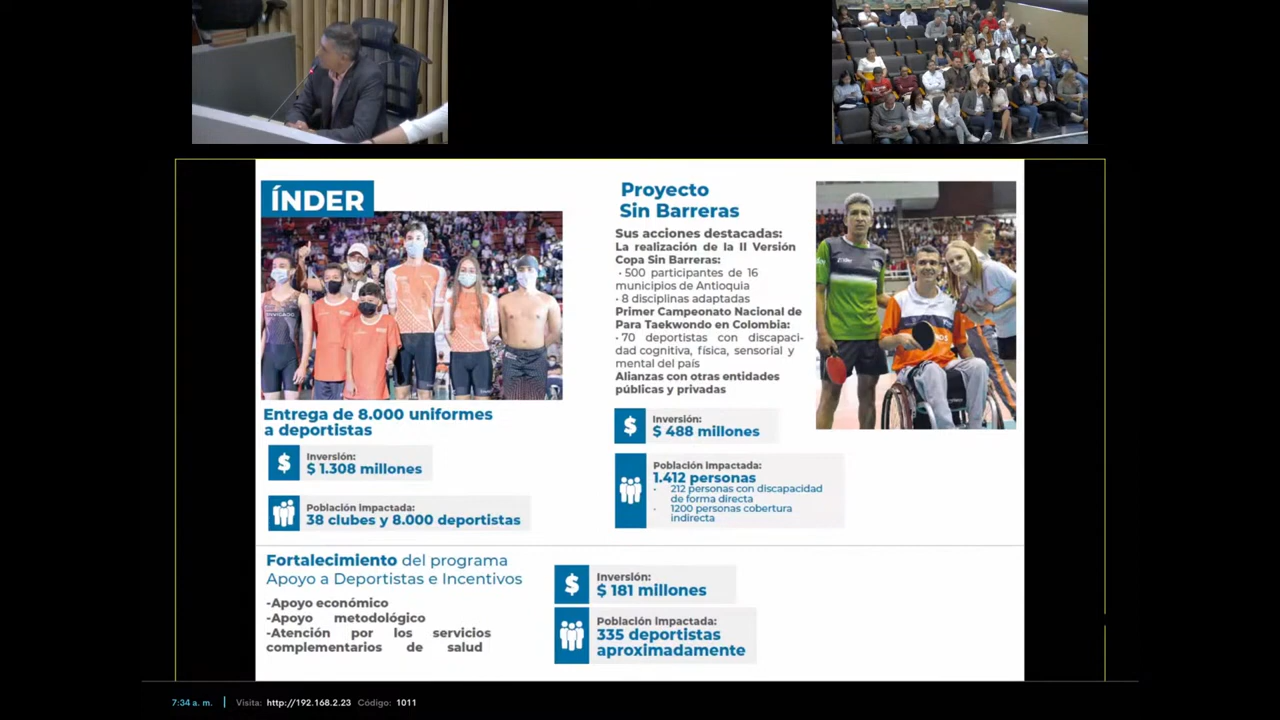 ÍNDER
Entrega de 8.000 uniformes
a deportistas
Inversión:
$ 1.308 millones
Población impactada:
38 clubes y 8.000 deportistas
Proyecto
Sin Barreras
Sus acciones destacadas:
La realización de la II Versión
Copa Sin Barreras:
• 500 participantes de 16
municipios de Antioquia
• 8 disciplinas adaptadas
Primer Campeonato Nacional de
Para Taekwondo en Colombia:
• 70 deportistas con discapaci-
dad cognitiva, física, sensorial y
mental del país
Alianzas con otras entidades
públicas y privadas
Inversión:
$ 488 millones
Población impactada:
1.412 personas
• 212 personas con discapacidad
de forma directa
• 1200 personas cobertura
indirecta
Fortalecimiento del programa
Apoyo a Deportistas e Incentivos
-Apoyo económico
-Apoyo metodológico
-Atención por los servicios
complementarios de salud
Inversión:
$ 181 millones
Población impactada:
335 deportistas
aproximadamente
7:34 a. m. | Visita: http://192.168.2.23 Código: 1011